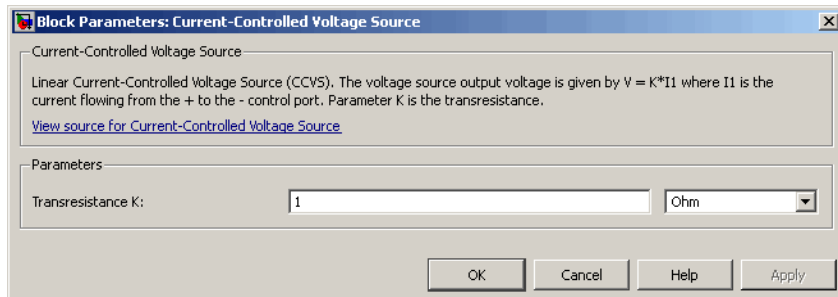 Block Parameters: Current-Controlled Voltage Source
Current-Controlled Voltage Source
Linear Current-Controlled Voltage Source (CCVS). The voltage source output voltage is given by V = K*I1 where I1 is the
current flowing from the + to the - control port. Parameter K is the transresistance.
View source for Current-Controlled Voltage Source
Parameters
Transresistance K: 1 Ohm
OK Cancel Help Apply